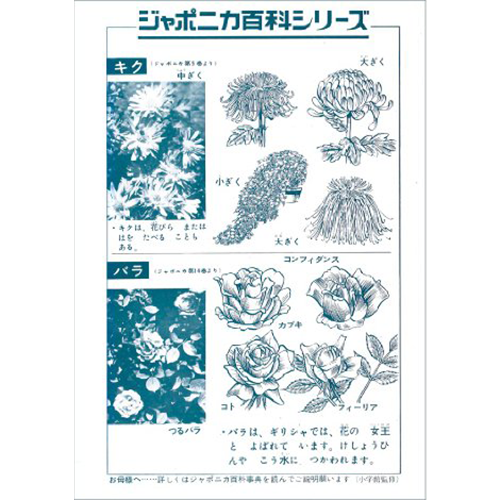 ジャポニカ百科シリーズ
キク
(ジャポニカ第5巻より)
中ぎく
大ぎく
小ぎく
大ぎく
・キクは、花びら または
はを たべる ことも
ある。
バラ
(ジャポニカ第14巻より)
コンフィダンス
カブキ
コト
フィーリア
つるバラ
・バラは、ギリシャでは、花の 女王
と よばれて います。けしょうひ
んや こう水に つかわれます。
お母様へ……詳しくはジャポニカ百科事典を読んでご説明願います (小学館監修)